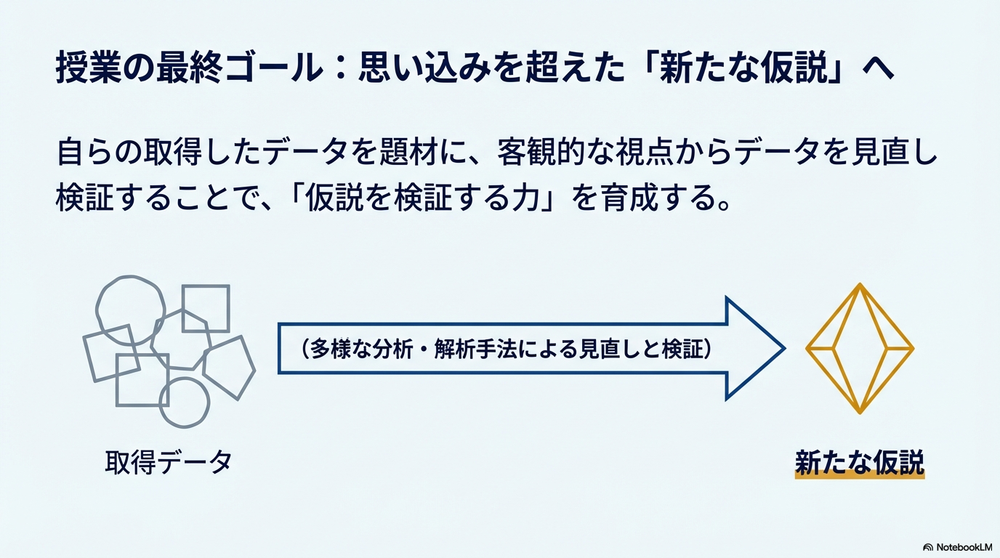 授業の最終ゴール：思い込みを超えた「新たな仮説」へ
自らの取得したデータを題材に、客観的な視点からデータを見直し
検証することで、「仮説を検証する力」を育成する。
（多様な分析・解析手法による見直しと検証）
取得データ
新たな仮説
NotebookLM